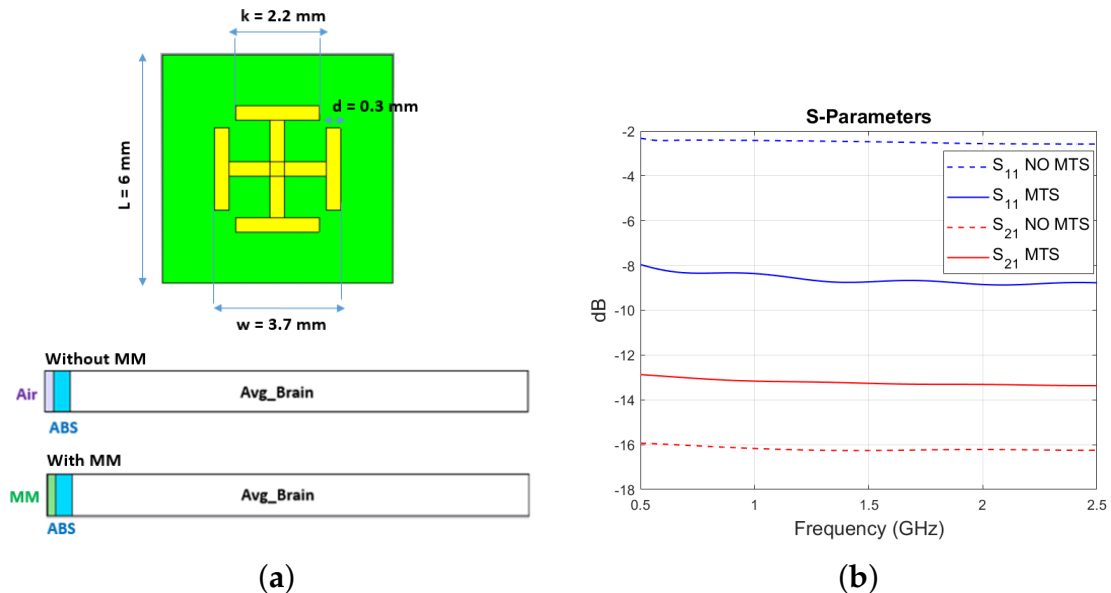 k = 2.2 mm
d = 0.3 mm
L = 6 mm
w = 3.7 mm
Without MM
Air
Avg_Brain
ABS
With MM
MM
Avg_Brain
ABS
(a)
S-Parameters
-2
-4
-6
-8
-10
-12
-14
-16
-18
dB
0.5
1
1.5
2
2.5
Frequency (GHz)
S11 NO MTS
S11 MTS
S21 NO MTS
S21 MTS
(b)